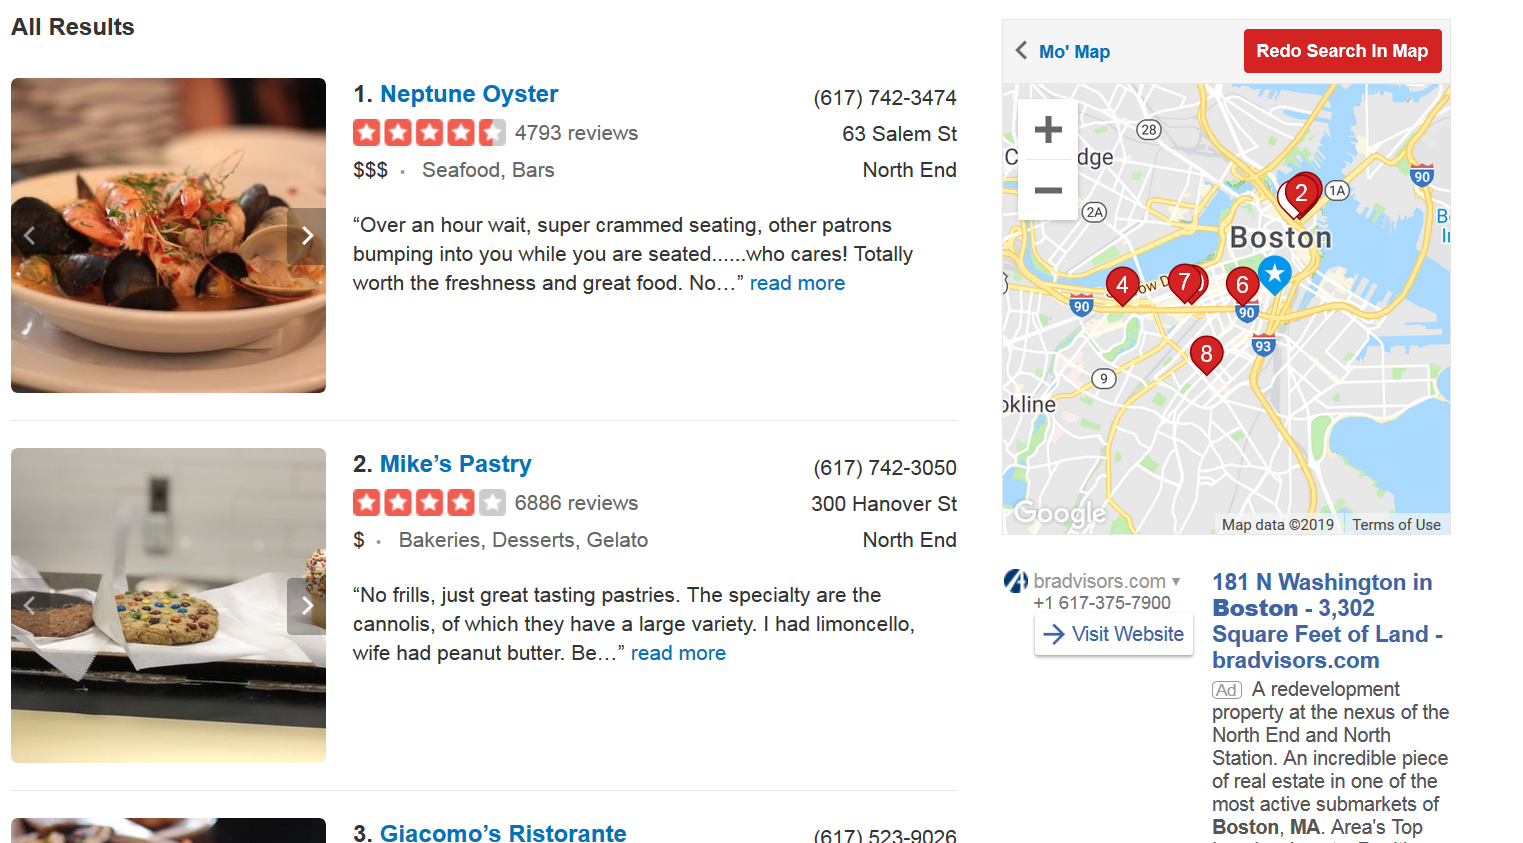 All Results
1. Neptune Oyster
4793 reviews
$$$ · Seafood, Bars
(617) 742-3474
63 Salem St
North End
“Over an hour wait, super crammed seating, other patrons
bumping into you while you are seated......who cares! Totally
worth the freshness and great food. No…” read more
2. Mike’s Pastry
6886 reviews
$ · Bakeries, Desserts, Gelato
(617) 742-3050
300 Hanover St
North End
“No frills, just great tasting pastries. The specialty are the
cannolis, of which they have a large variety. I had limoncello,
wife had peanut butter. Be…” read more
3. Giacomo’s Ristorante
(617) 523-9026
Mo' Map
Redo Search In Map
28
C dge
2A
2
1A
90
B
Boston
4
ow D
7
6
90
90
93
8
9
okline
Google
Map data ©2019
Terms of Use
bradvisors.com ▾
+1 617-375-7900
Visit Website
181 N Washington in
Boston - 3,302
Square Feet of Land -
bradvisors.com
Ad A redevelopment
property at the nexus of the
North End and North
Station. An incredible piece
of real estate in one of the
most active submarkets of
Boston, MA. Area's Top